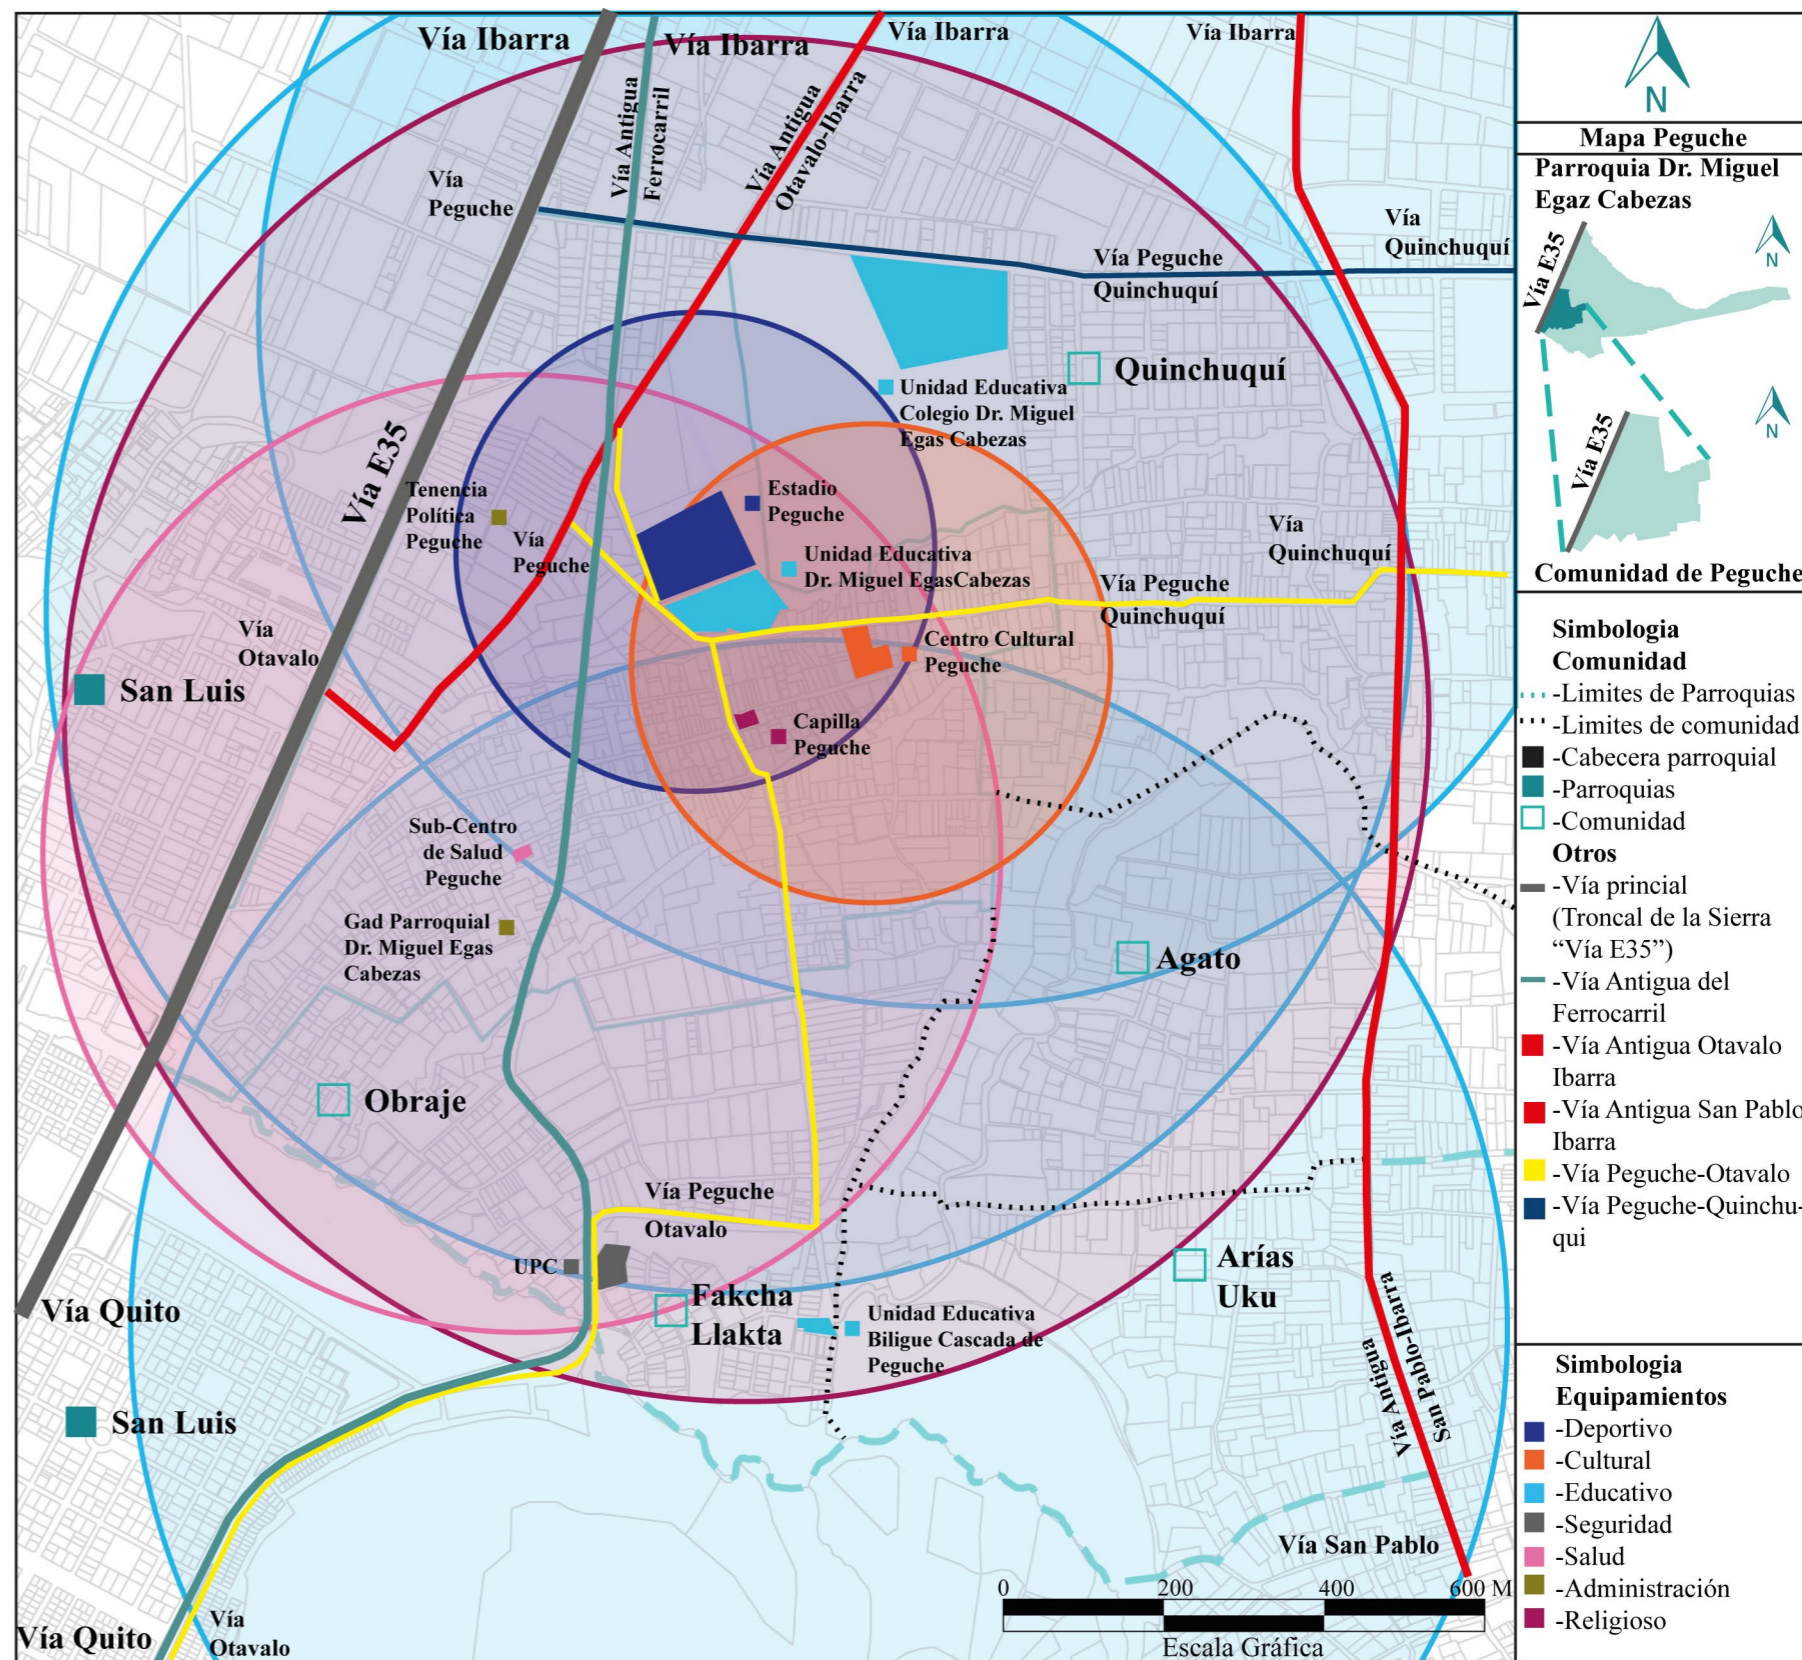 Vía Ibarra
Vía Ibarra
Vía Ibarra
Vía Ibarra
Vía Antigua
Ferrocarril
Vía Antigua
Otavalo-Ibarra
Vía
Peguche
Vía
Quinchuquí
Vía Peguche
Quinchuquí
Quinchuquí
Unidad Educativa
Colegio Dr. Miguel
Egas Cabezas
Vía E35
Tenencia
Política
Peguche
Estadio
Peguche
Vía
Peguche
Unidad Educativa
Dr. Miguel EgasCabezas
Vía
Quinchuquí
Vía Peguche
Quinchuquí
Vía
Otavalo
Centro Cultural
Peguche
San Luis
Capilla
Peguche
Sub-Centro
de Salud
Peguche
Gad Parroquial
Dr. Miguel Egas
Cabezas
Agato
Obraje
Vía Peguche
Otavalo
UPC
Fakcha
Llakta
Arías
Uku
Unidad Educativa
Biligue Cascada de
Peguche
Vía Quito
San Luis
Vía Antigua
San Pablo-Ibarra
Vía San Pablo
Vía Quito
Vía
Otavalo
0 200 400 600 M
Escala Gráfica
N
Mapa Peguche
Parroquia Dr. Miguel
Egaz Cabezas
Vía E35
N
Vía E35
N
Comunidad de Peguche
Simbologia
Comunidad
-Limites de Parroquias
-Limites de comunidad
-Cabecera parroquial
-Parroquias
-Comunidad
Otros
-Vía princial
(Troncal de la Sierra
“Vía E35”)
-Vía Antigua del
Ferrocarril
-Vía Antigua Otavalo
Ibarra
-Vía Antigua San Pablo
Ibarra
-Vía Peguche-Otavalo
-Vía Peguche-Quinchu-
qui
Simbologia
Equipamientos
-Deportivo
-Cultural
-Educativo
-Seguridad
-Salud
-Administración
-Religioso